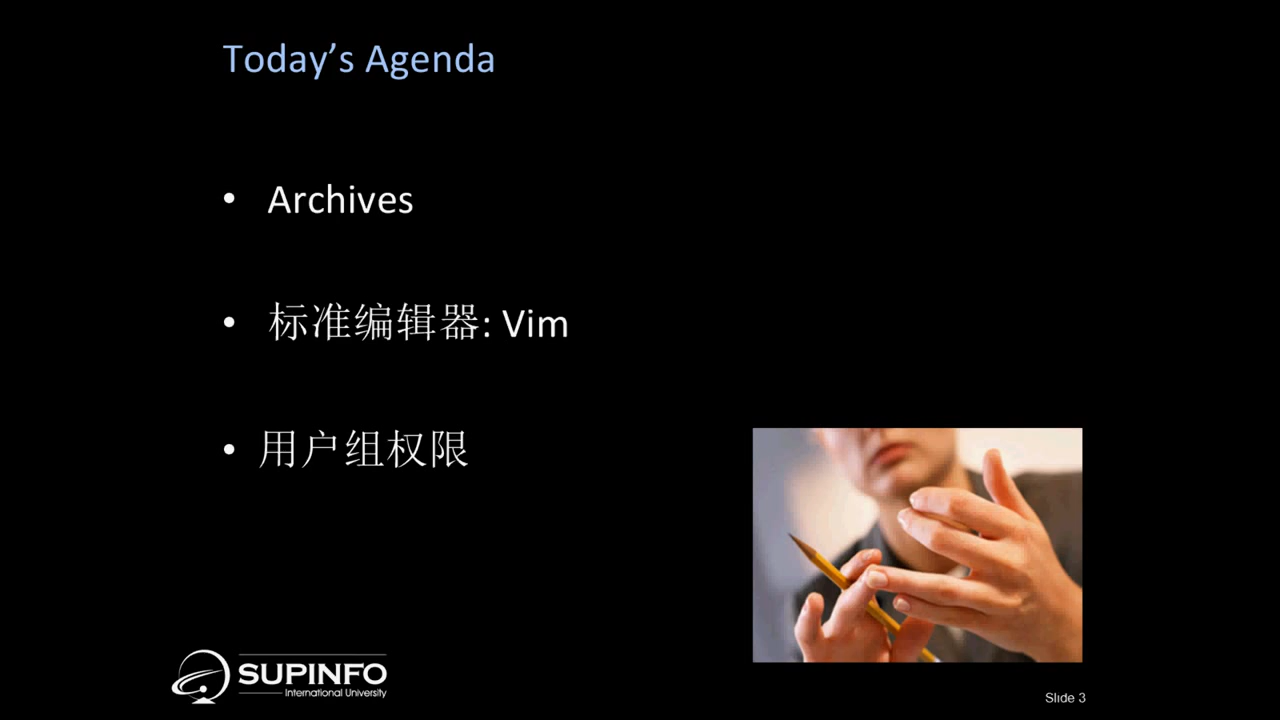 Today’s Agenda
• Archives
• 标准编辑器: Vim
• 用户组权限
SUPINFO
International University
Slide 3